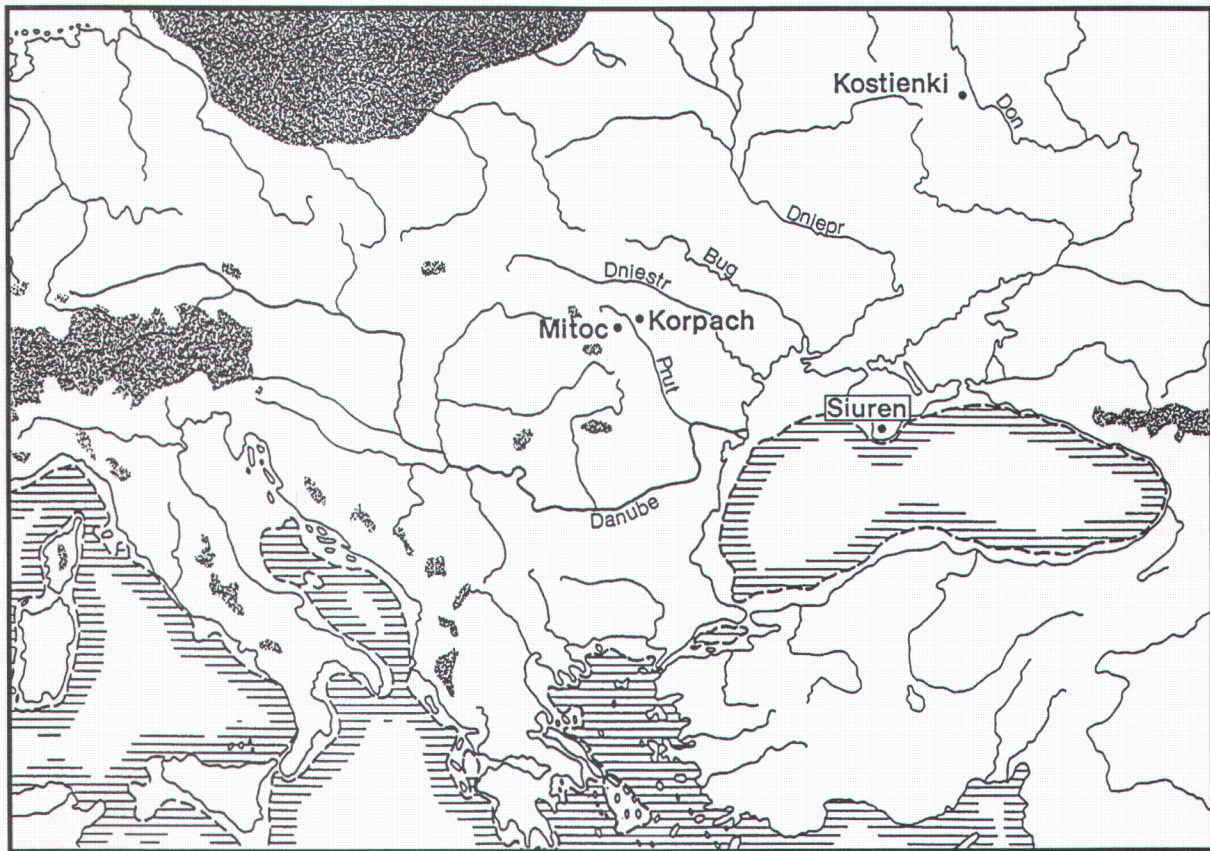 Kostienki
Don
Dniepr
Bug
Dniestr
Mitoc
Korpach
Prut
Siuren
Danube